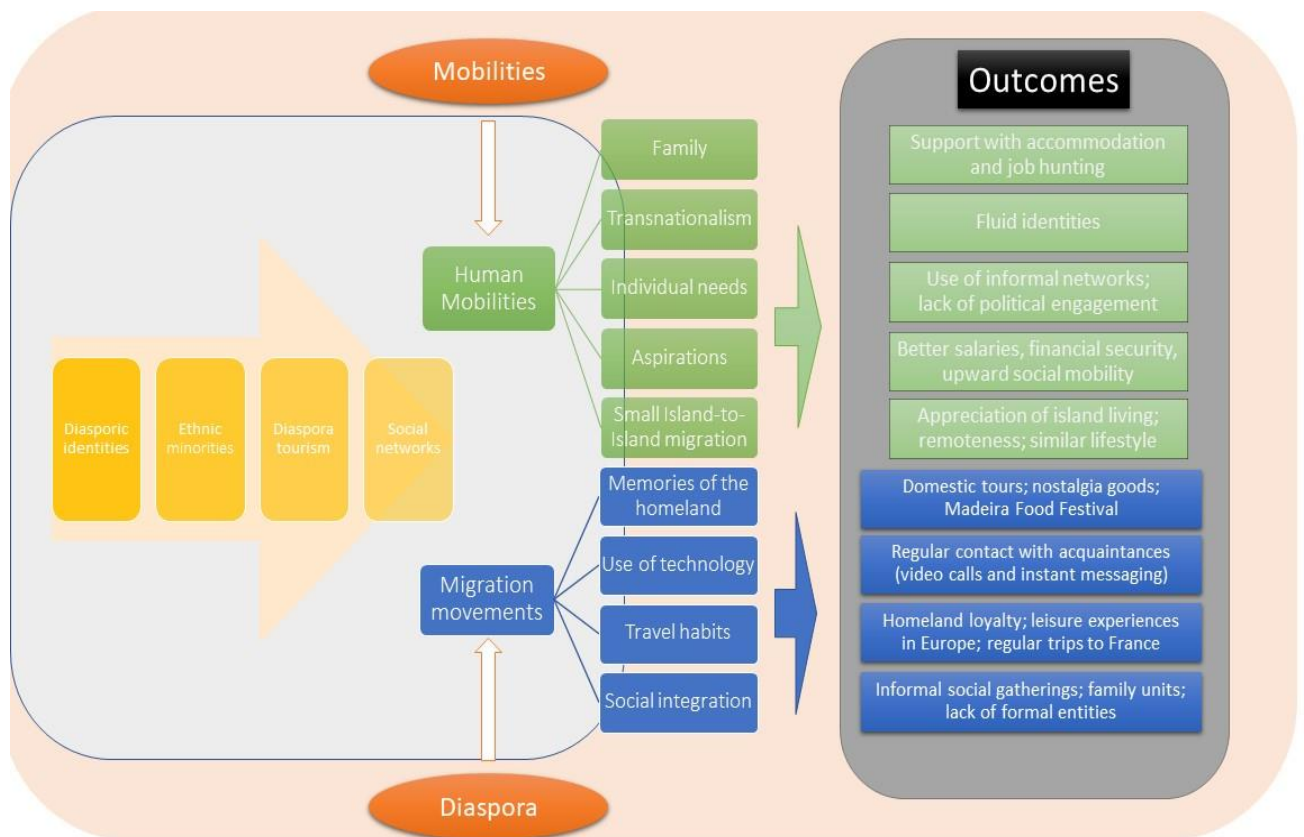 Mobilities
Outcomes
Family
Transnationalism
Human
Mobilities
Individual needs
Aspirations
Small Island-to-
Island migration
Diasporic
identities
Ethnic
minorities
Diaspora
tourism
Social
networks
Memories of the
homeland
Use of technology
Migration
movements
Travel habits
Social integration
Diaspora
Support with accommodation
and job hunting
Fluid identities
Use of informal networks;
lack of political engagement
Better salaries, financial security,
upward social mobility
Appreciation of island living;
remoteness; similar lifestyle
Domestic tours; nostalgia goods;
Madeira Food Festival
Regular contact with acquaintances
(video calls and instant messaging)
Homeland loyalty; leisure experiences
in Europe; regular trips to France
Informal social gatherings; family units;
lack of formal entities